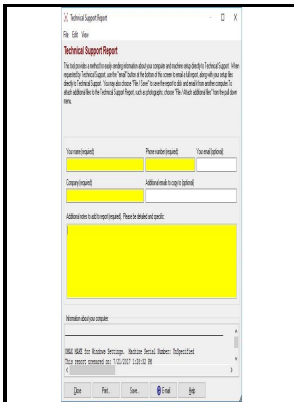 Technical Support Report
File Edit View
Technical Support Report
This tool provides a method for easily sending information about your computer and machine setup directly to Technical Support. When
requested by Technical Support, use the "email" button at the bottom of the screen to email a full report, along with your setup files
directly to Technical Support. You may also choose "File / Save" to save the report to disk and email it from another computer. To
attach additional files to the Technical Support Report, such as photographs, choose "File / Attach additional files" from the pull down
menu.
Your name (required): Phone number (required): Your email (optional):
Company (required): Additional emails to copy to (optional):
Additional notes to add to report (required). Please be detailed and specific:
Information about your computer:
for Windows Settings. Machine Serial Number: UnSpecified
This report prepared on: 7/21/2017 1:28:32 PM
Close Print.. Save.. Email Help